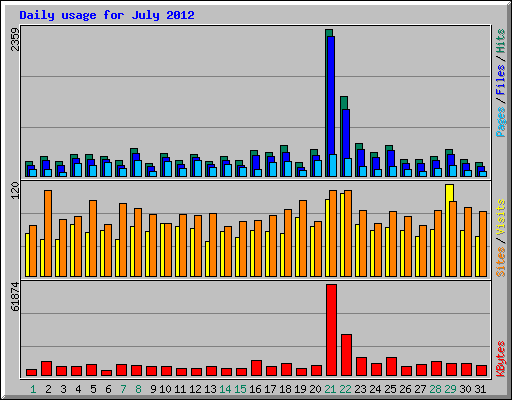 Daily usage for July 2012
2359
Pages / Files / Hits
120
Sites / Visits
61874
KBytes
1 2 3 4 5 6 7 8 9 10 11 12 13 14 15 16 17 18 19 20 21 22 23 24 25 26 27 28 29 30 31